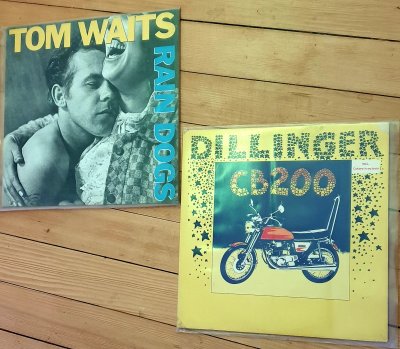 TOM WAITS
RAIN DOGS
DILLINGER
CB200